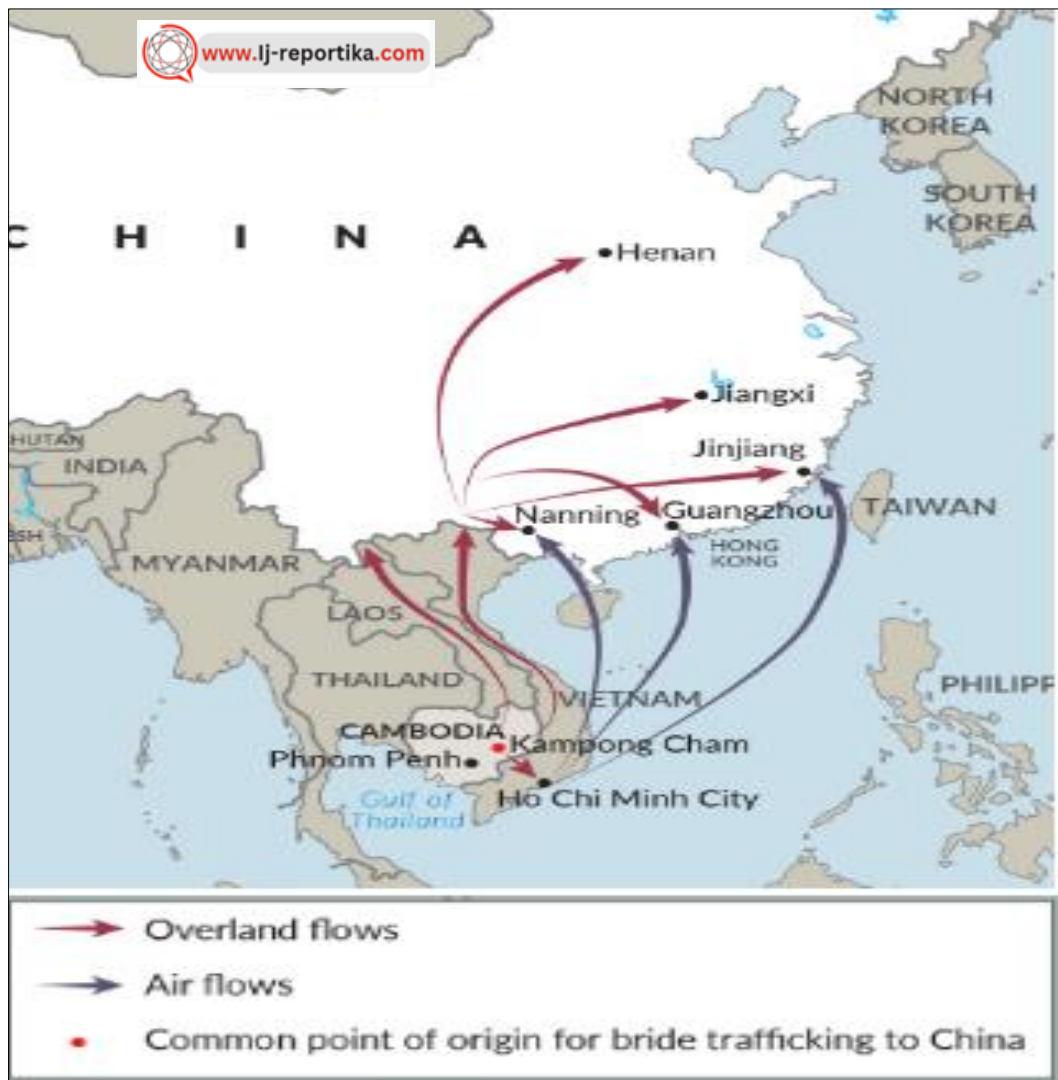 www.lj-reportika.com
NORTH
KOREA
SOUTH
KOREA
CHINA
Henan
Jiangxi
HUTAN
INDIA
Jinjiang
Nanning
Guangzhou
TAIWAN
SH
MYANMAR
HONG
KONG
LAOS
THAILAND
VIETNAM
PHILIPP
CAMBODIA
Kampong Cham
Phnom Penh
Ho Chi Minh City
Gulf of
Thailand
Overland flows
Air flows
Common point of origin for bride trafficking to China